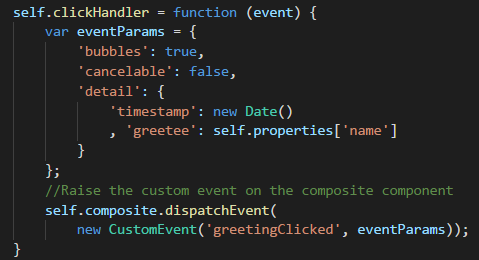 self.clickHandler = function (event) {
    var eventParams = {
        'bubbles': true,
        'cancelable': false,
        'detail': {
            'timestamp': new Date()
            , 'greetee': self.properties['name']
        }
    };
    //Raise the custom event on the composite component
    self.composite.dispatchEvent(
        new CustomEvent('greetingClicked', eventParams));
}